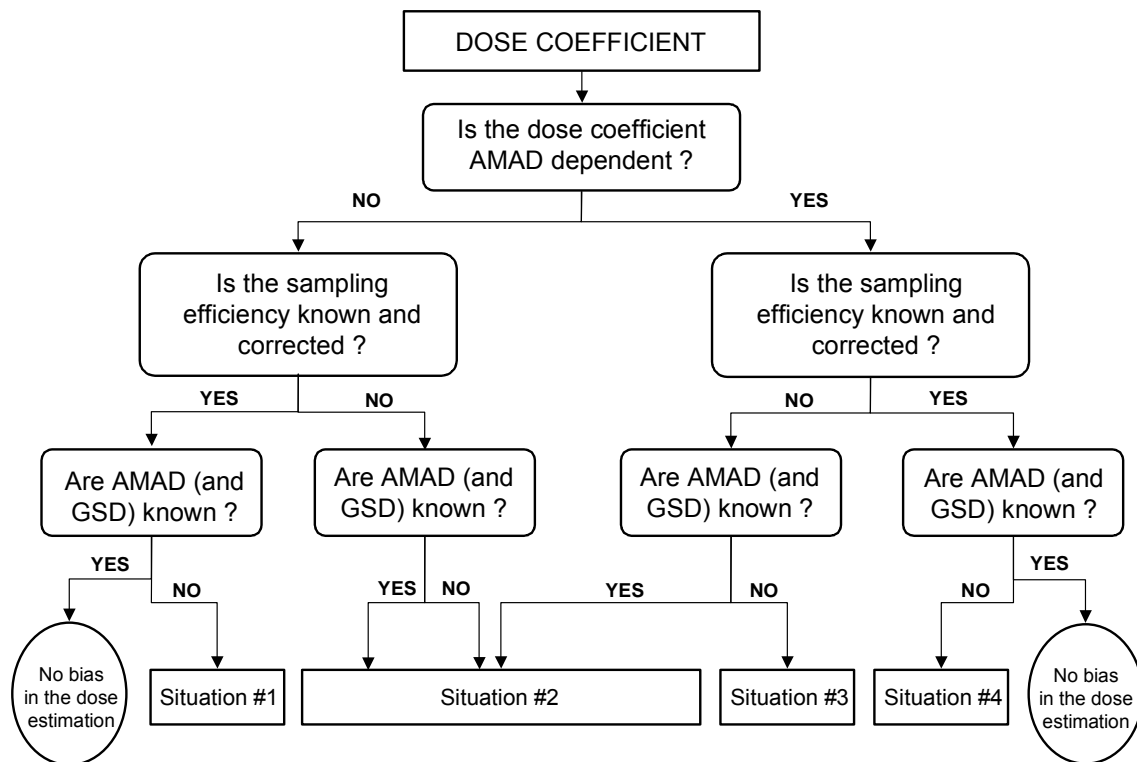 DOSE COEFFICIENT
Is the dose coefficient
AMAD dependent ?
NO
YES
Is the sampling
efficiency known and
corrected ?
Is the sampling
efficiency known and
corrected ?
YES
NO
NO
YES
Are AMAD (and
GSD) known ?
Are AMAD (and
GSD) known ?
Are AMAD (and
GSD) known ?
Are AMAD (and
GSD) known ?
YES
NO
YES
NO
YES
NO
NO
YES
No bias
in the dose
estimation
Situation #1
Situation #2
Situation #3
Situation #4
No bias
in the dose
estimation